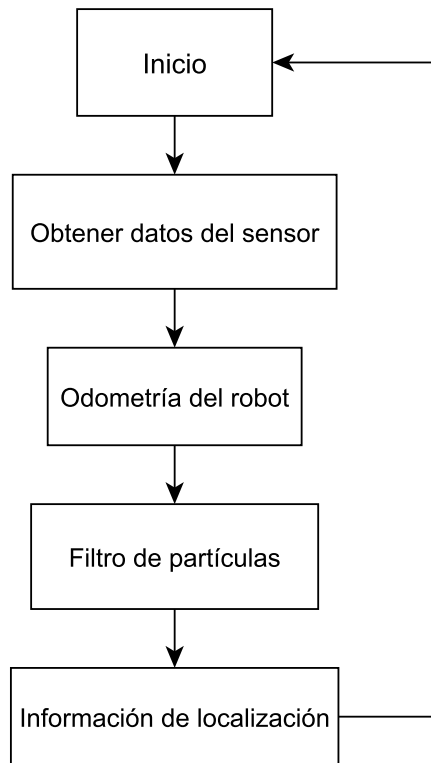 Inicio
Obtener datos del sensor
Odometría del robot
Filtro de partículas
Información de localización